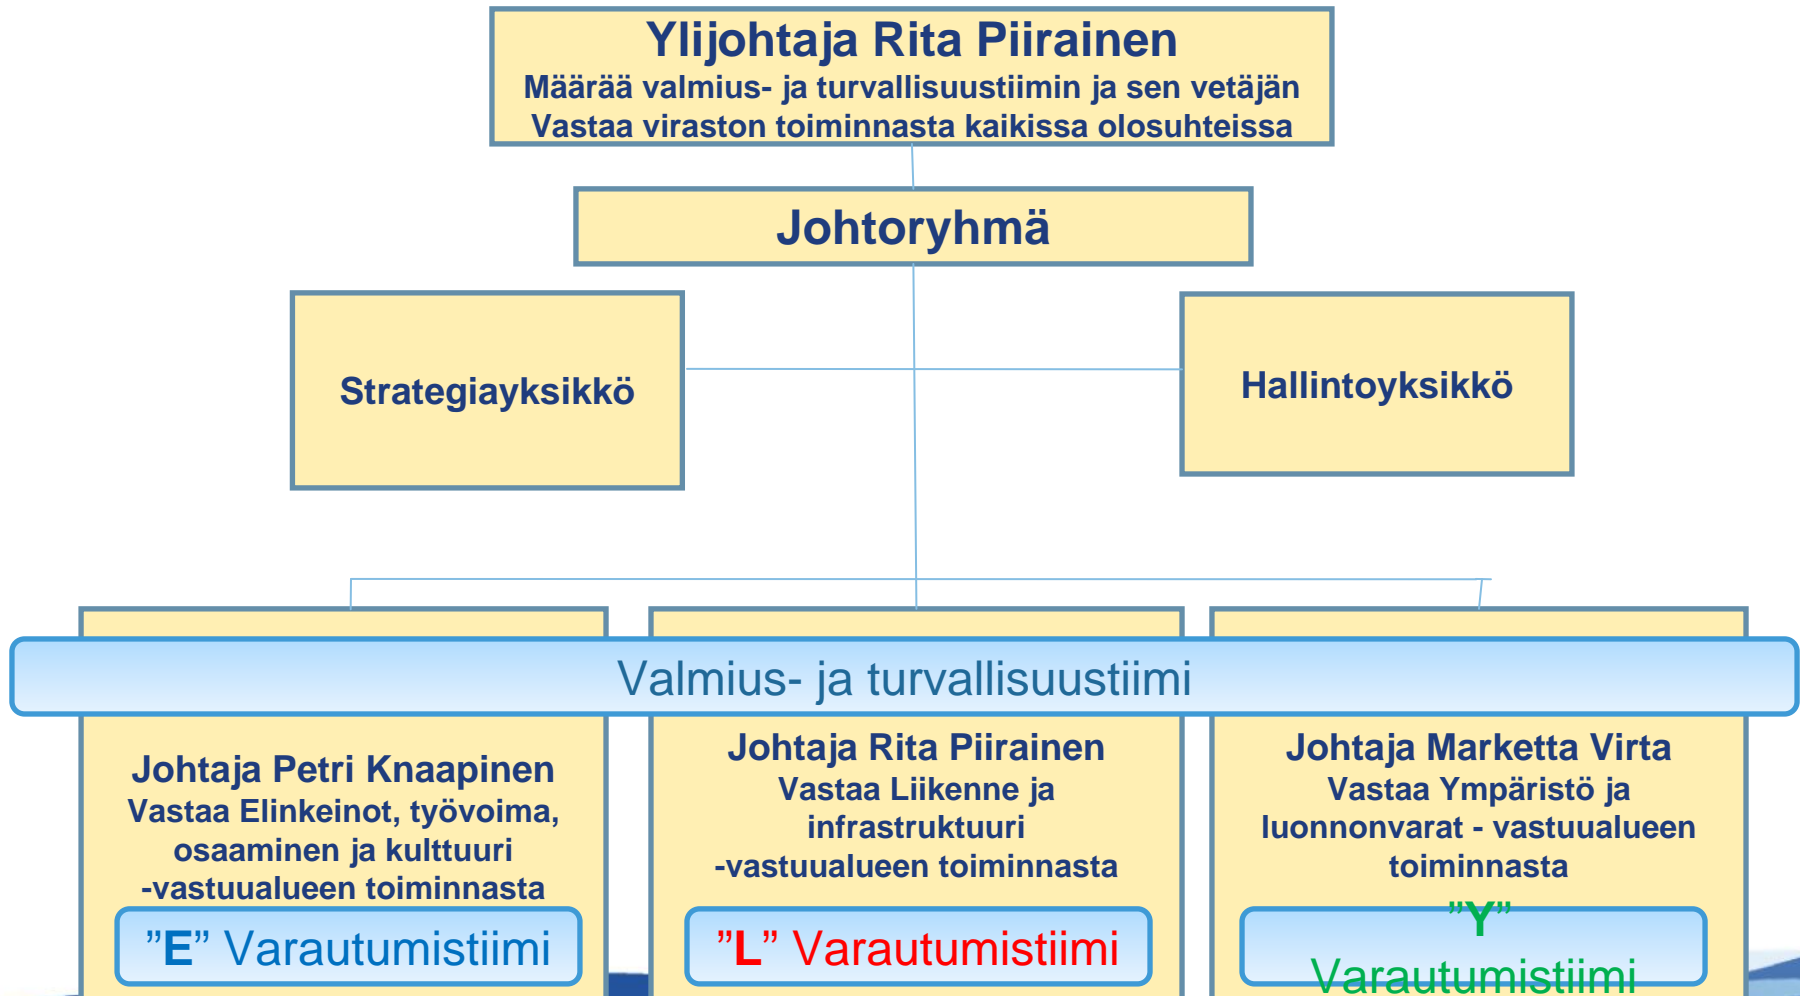 Ylijohtaja Rita Piirainen
Määrää valmius- ja turvallisuustiimin ja sen vetäjän
Vastaa viraston toiminnasta kaikissa olosuhteissa
Johtoryhmä
Strategiayksikkö
Hallintoyksikkö
Valmius- ja turvallisuustiimi
Johtaja Petri Knaapinen
Vastaa Elinkeinot, työvoima,
osaaminen ja kulttuuri
-vastuualueen toiminnasta
"E" Varautumistiimi
Johtaja Rita Piirainen
Vastaa Liikenne ja
infrastruktuuri
-vastuualueen toiminnasta
"L" Varautumistiimi
Johtaja Marketta Virta
Vastaa Ympäristö ja
luonnonvarat - vastuualueen
toiminnasta
"Y"
Varautumistiimi